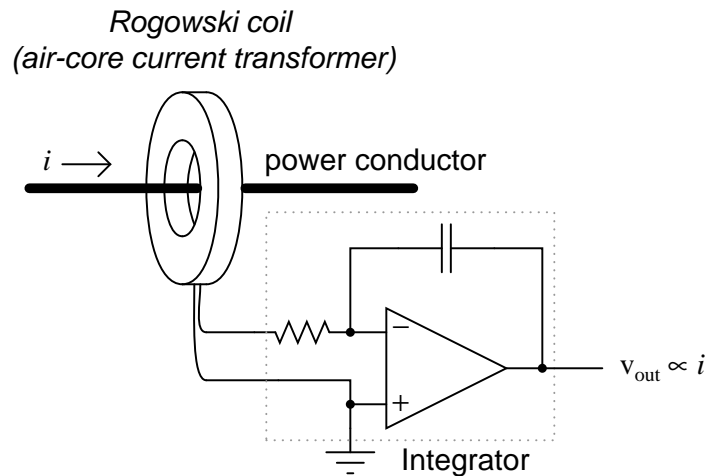 Rogowski coil
(air-core current transformer)
i
power conductor
−
+
v_out ∝ i
Integrator